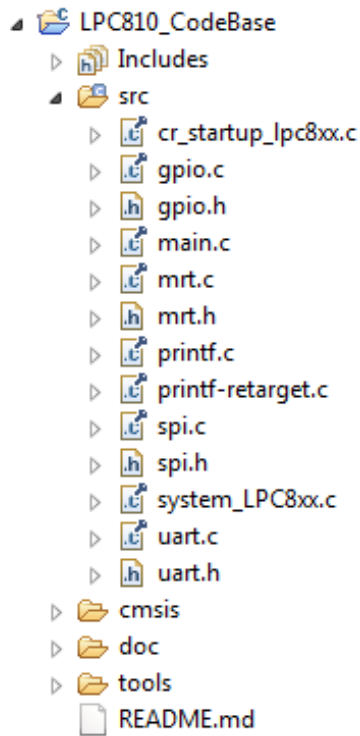 LPC810_CodeBase
Includes
src
cr_startup_lpc8xx.c
gpio.c
gpio.h
main.c
mrt.c
mrt.h
printf.c
printf-retarget.c
spi.c
spi.h
system_LPC8xx.c
uart.c
uart.h
cmsis
doc
tools
README.md